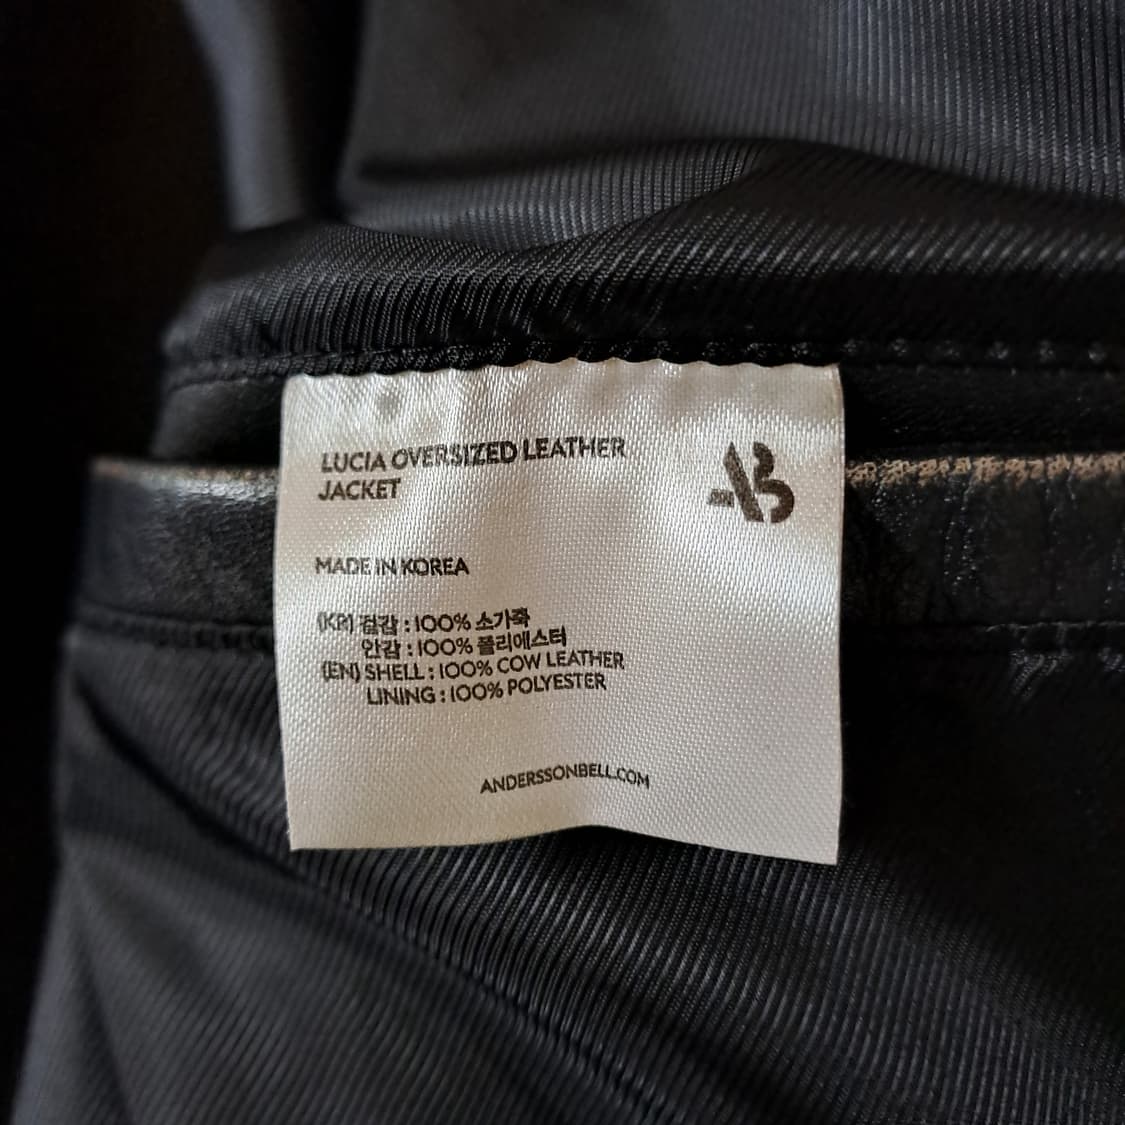 LUCIA OVERSIZED LEATHER
JACKET
AB
MADE IN KOREA
(KR) 겉감 : 100% 소가죽
안감 : 100% 폴리에스터
(EN) SHELL : 100% COW LEATHER
LINING : 100% POLYESTER
ANDERSSONBELL.COM